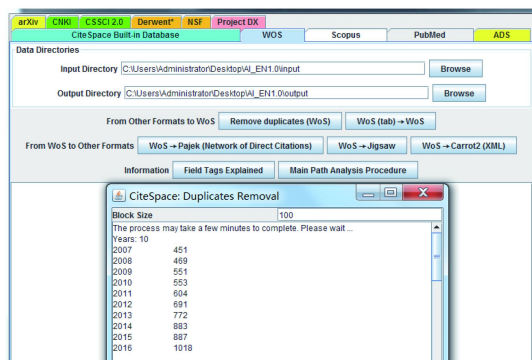 arXiv CNKI CSSCI 2.0 Derwent* NSF Project DX
CiteSpace Built-in Database WOS Scopus PubMed ADS
Data Directories
Input Directory C:\Users\Administrator\Desktop\AI_EN1.0\input Browse
Output Directory C:\Users\Administrator\Desktop\AI_EN1.0\output Browse
From Other Formats to WoS Remove duplicates (WoS) WoS (tab)→WoS
From WoS to Other Formats WoS→Pajek (Network of Direct Citations) WoS→Jigsaw WoS→Carrot2 (XML)
Information Field Tags Explained Main Path Analysis Procedure
CiteSpace: Duplicates Removal
Block Size 100
The process may take a few minutes to complete. Please wait ...
Years: 10
2007 451
2008 469
2009 551
2010 553
2011 604
2012 691
2013 772
2014 883
2015 887
2016 1018